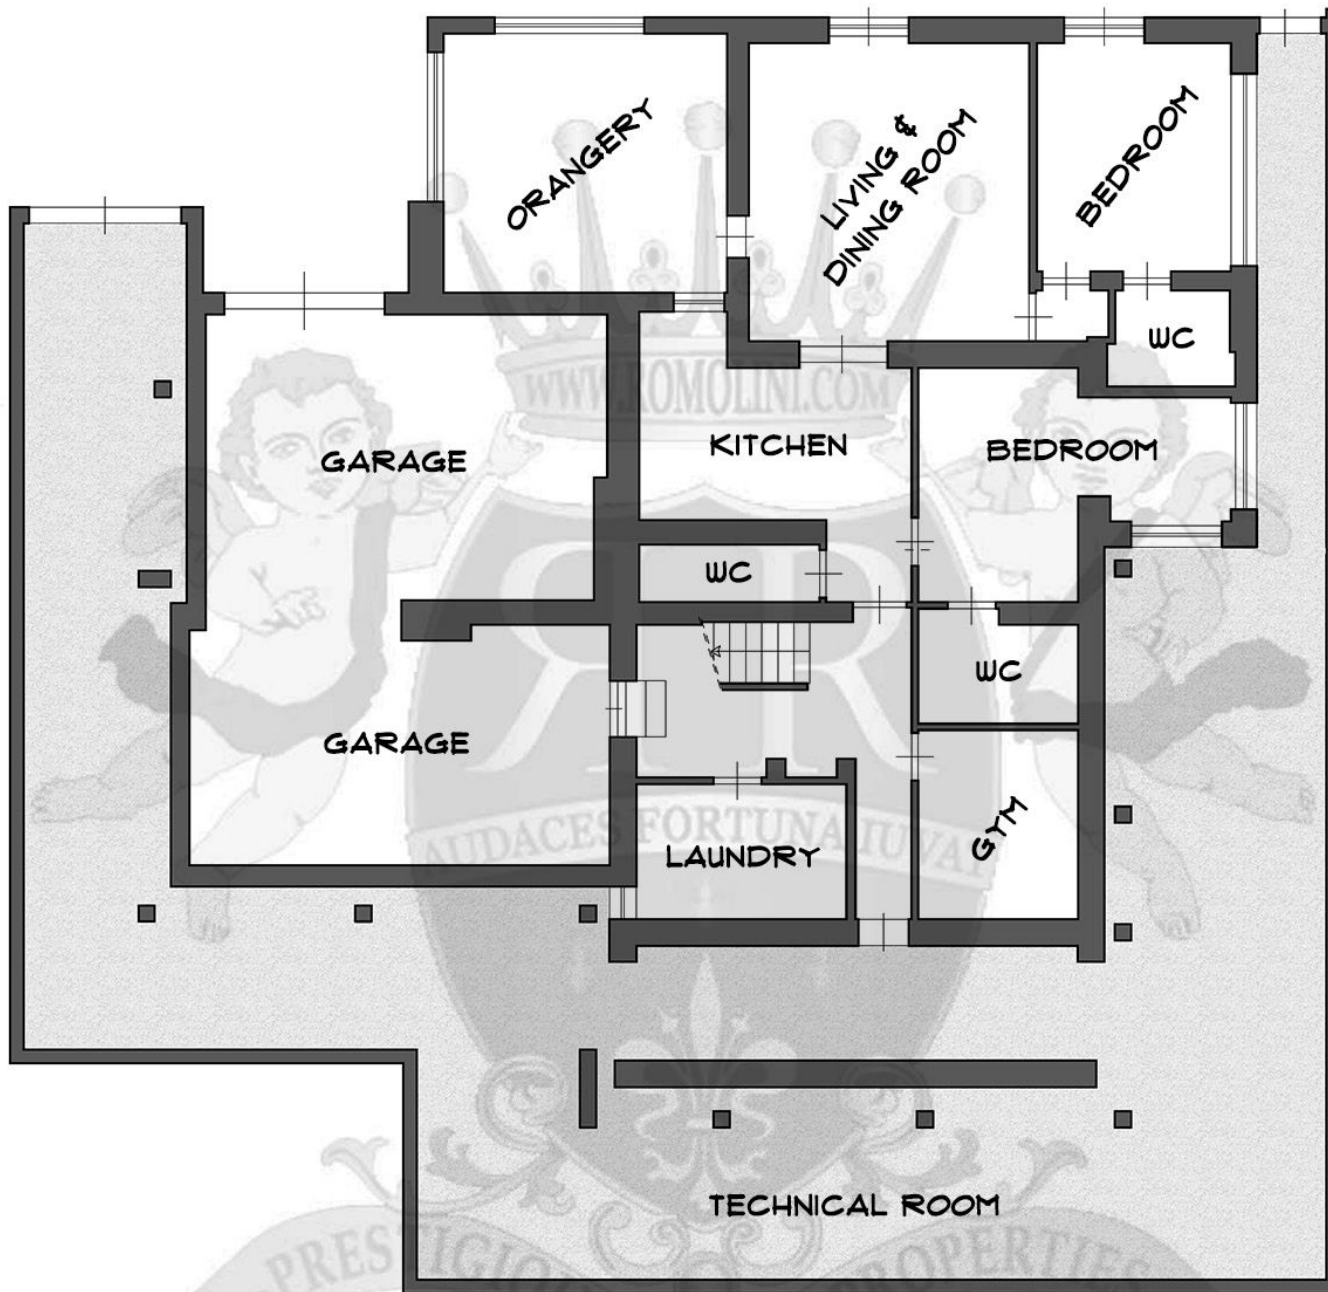 ORANGERY
LIVING &
DINING ROOM
BEDROOM
WC
WWW.ROMOLINI.COM
GARAGE
KITCHEN
BEDROOM
WC
WC
GARAGE
GYM
AUDACES FORTUNA IUVAT
LAUNDRY
TECHNICAL ROOM
PROPERTIES